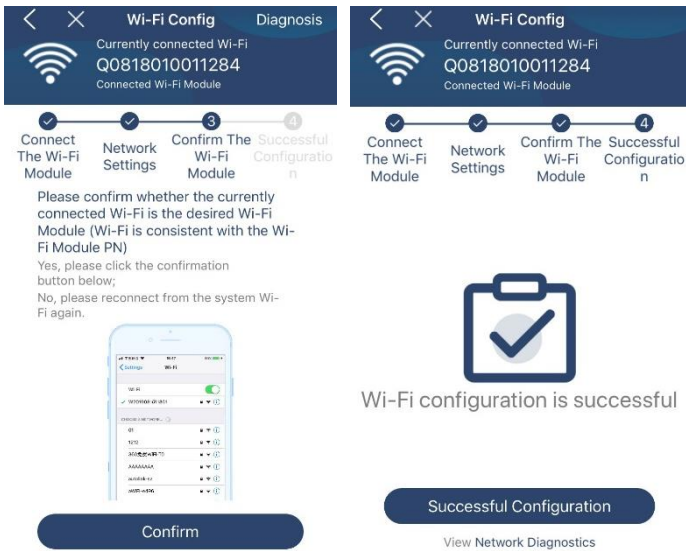 Wi-Fi Config
Diagnosis
Currently connected Wi-Fi
Q0818010011284
Connected Wi-Fi Module
3
4
Connect
The Wi-Fi
Module
Network
Settings
Confirm The
Wi-Fi
Module
Successful
Configuratio
n
Please confirm whether the currently
connected Wi-Fi is the desired Wi-
Fi Module (Wi-Fi is consistent with the Wi-
Fi Module PN)
Yes, please click the confirmation
button below;
No, please reconnect from the system Wi-
Fi again.
Settings
Wi-Fi
Wi-Fi
01
1010
AAAAAAAA
Confirm
Wi-Fi Config
Currently connected Wi-Fi
Q0818010011284
Connected Wi-Fi Module
4
Connect
The Wi-Fi
Module
Network
Settings
Confirm The
Wi-Fi
Module
Successful
Configuratio
n
Wi-Fi configuration is successful
Successful Configuration
View Network Diagnostics